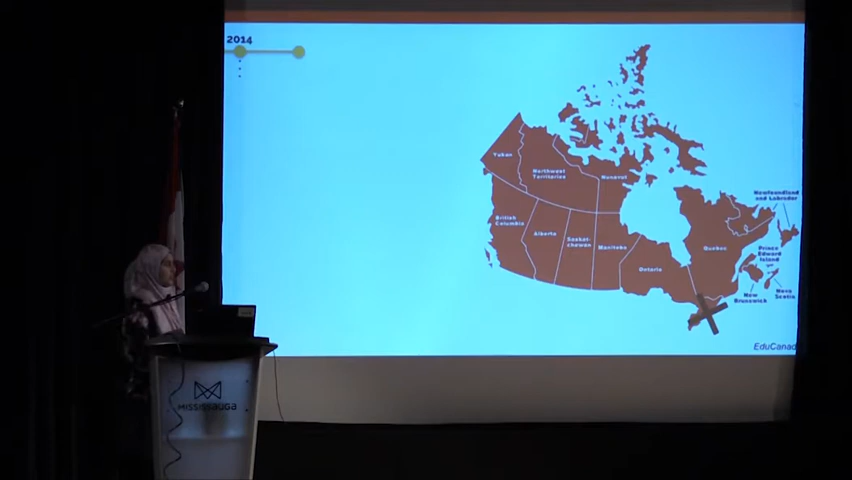 2014
Yukon
Northwest
Territories
Nunavut
British
Columbia
Alberta
Saskat-
chewan
Manitoba
Ontario
Quebec
Newfoundland
and Labrador
Prince
Edward
Island
New
Brunswick
Nova
Scotia
EduCanad
MISSISSAUGA